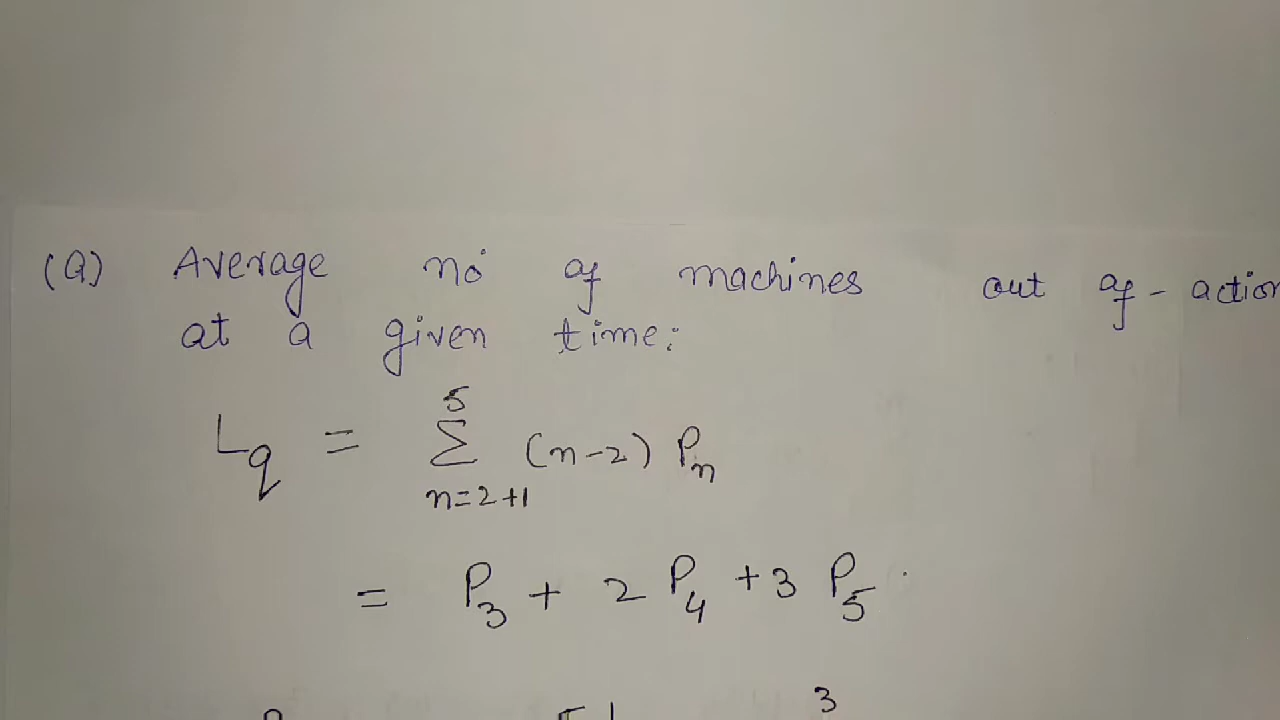 (Q) Average no of machines out of-action
at a given time:
Lq = 5 Σ n=2+1 (n-2) Pn
= P3 + 2 P4 + 3 P5.
3